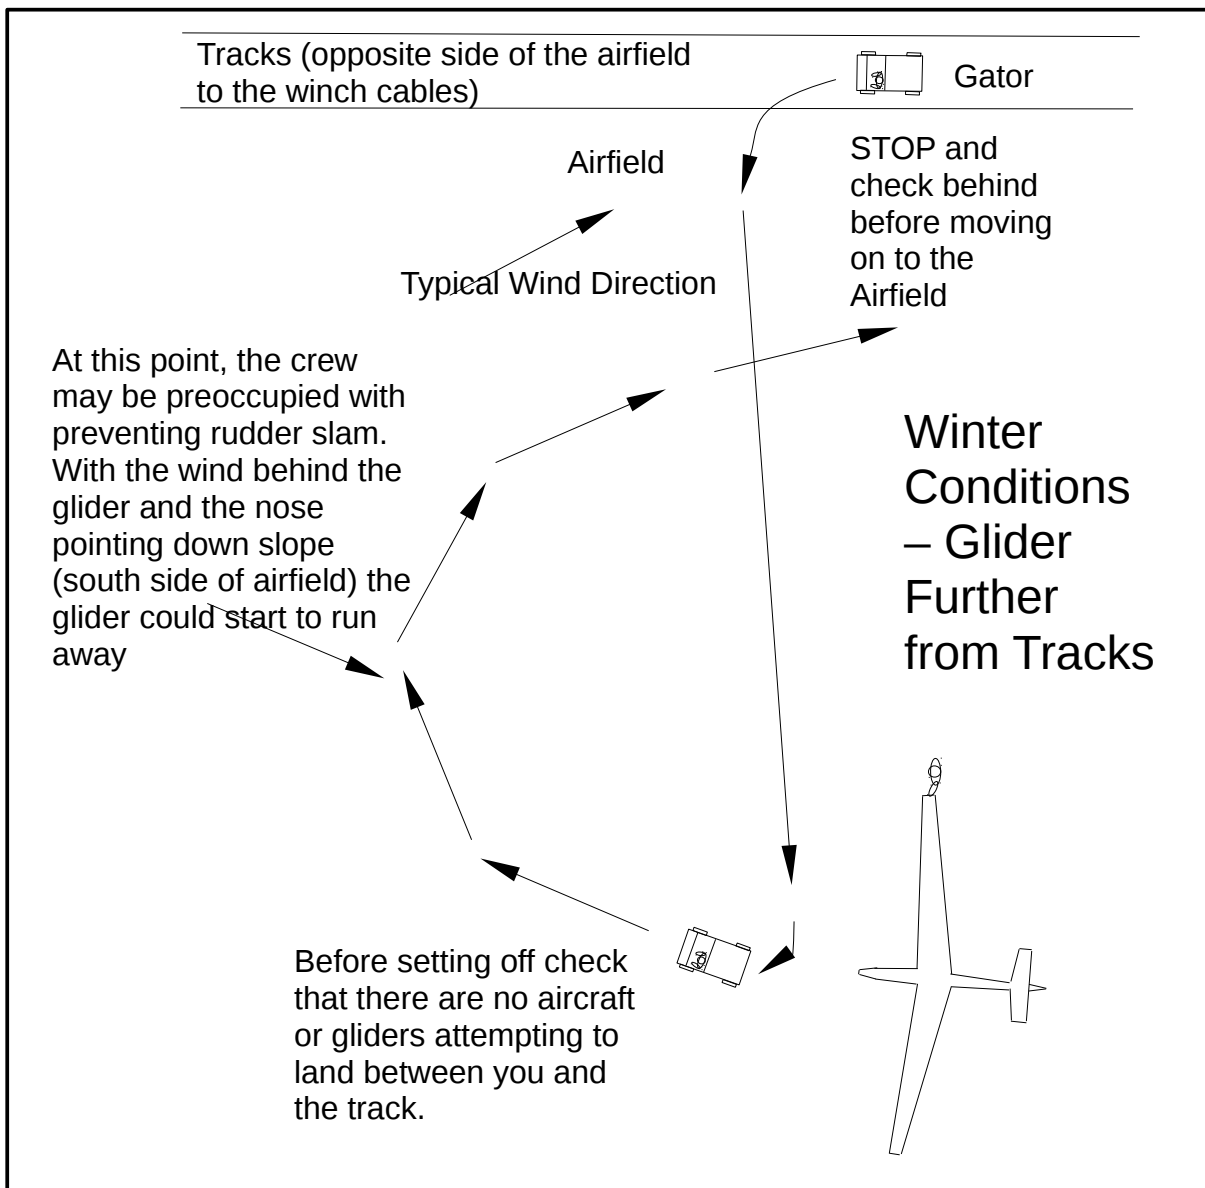 Tracks (opposite side of the airfield
to the winch cables)
Gator
Airfield
STOP and
check behind
before moving
on to the
Airfield
Typical Wind Direction
At this point, the crew
may be preoccupied with
preventing rudder slam.
With the wind behind the
glider and the nose
pointing down slope
(south side of airfield) the
glider could start to run
away
Winter
Conditions
– Glider
Further
from Tracks
Before setting off check
that there are no aircraft
or gliders attempting to
land between you and
the track.